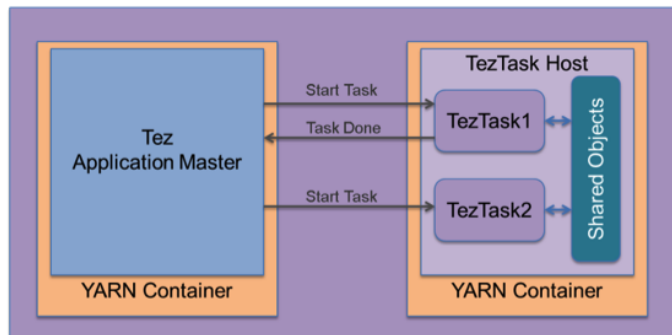 TezTask Host
Start Task
TezTask1
Task Done
Tez
Application Master
Start Task
TezTask2
Shared Objects
YARN Container
YARN Container